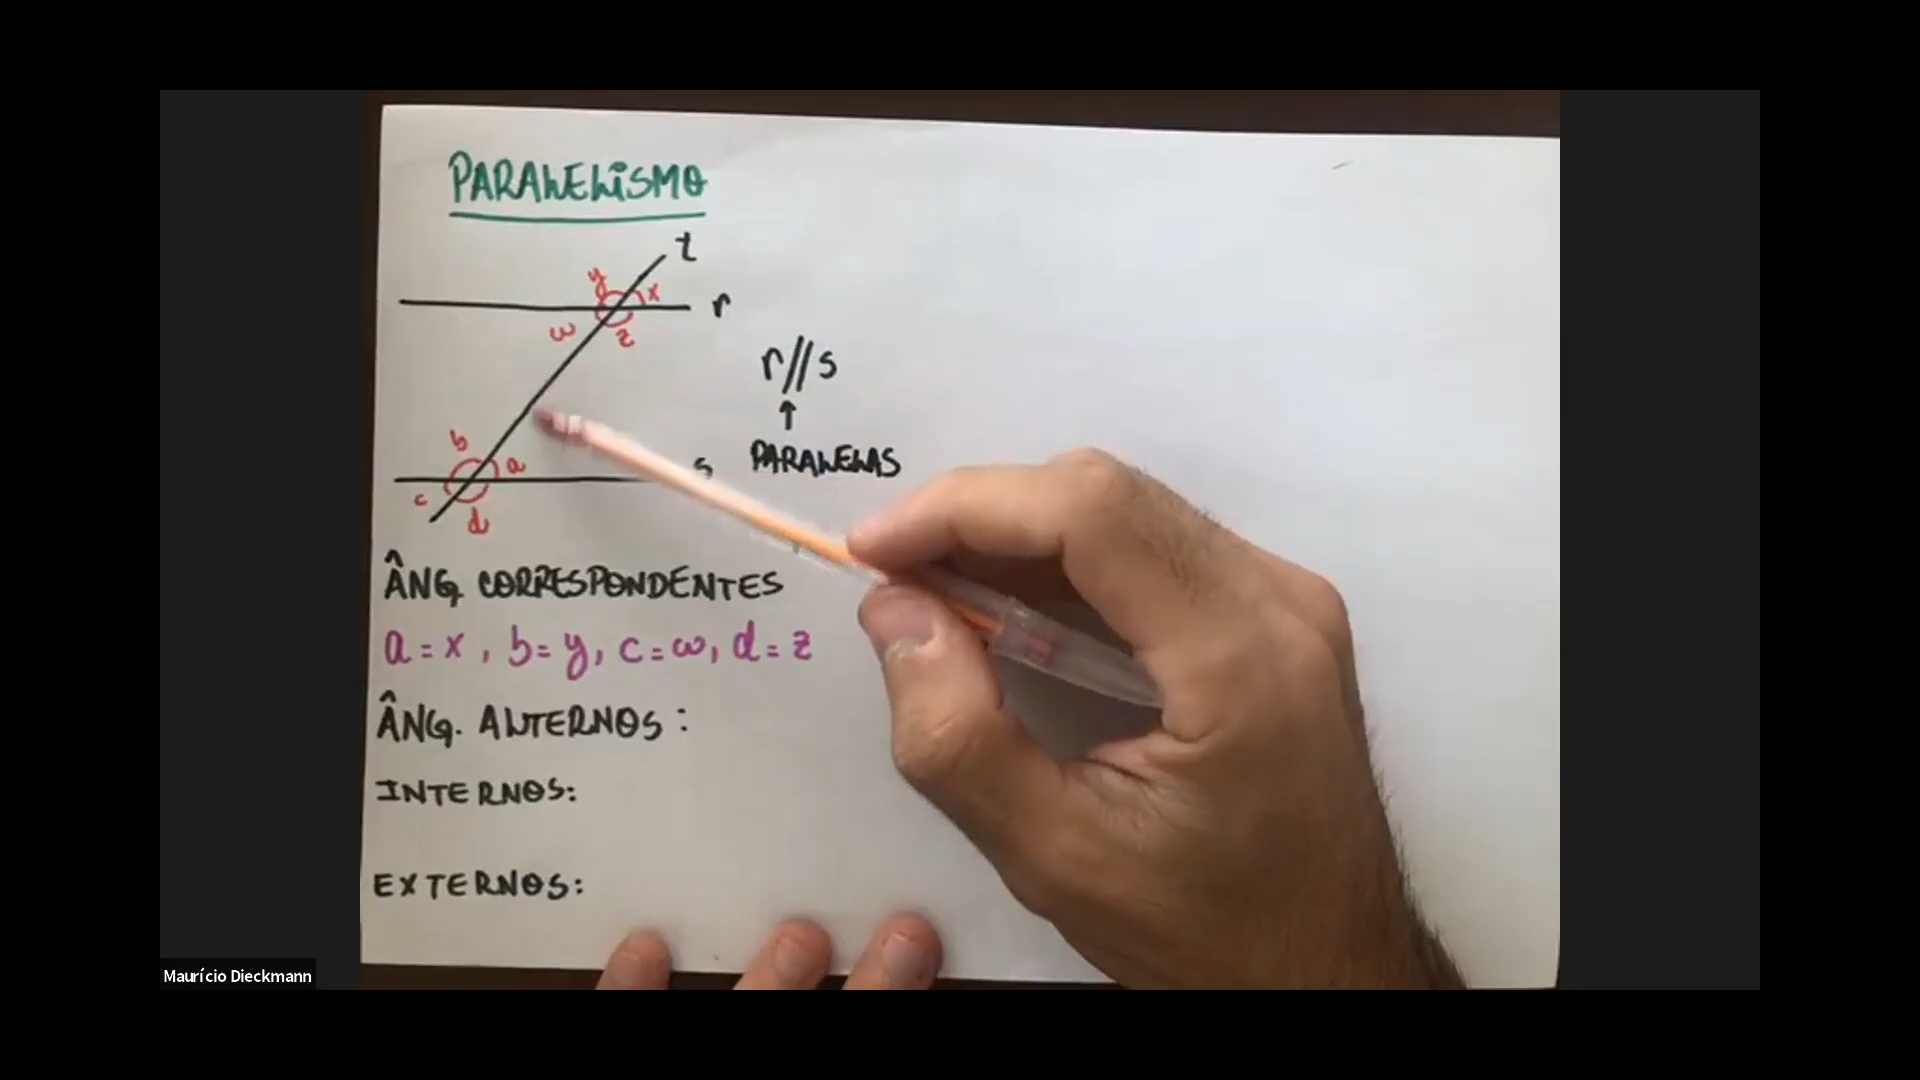 PARALELISMO
t
y x
r
w z
r//s
↑
PARALELAS
b
a s
c
d
ÂNG. CORRESPONDENTES
a = x, b = y, c = w, d = z
ÂNG. ALTERNOS:
INTERNOS:
EXTERNOS:
Maurício Dieckmann